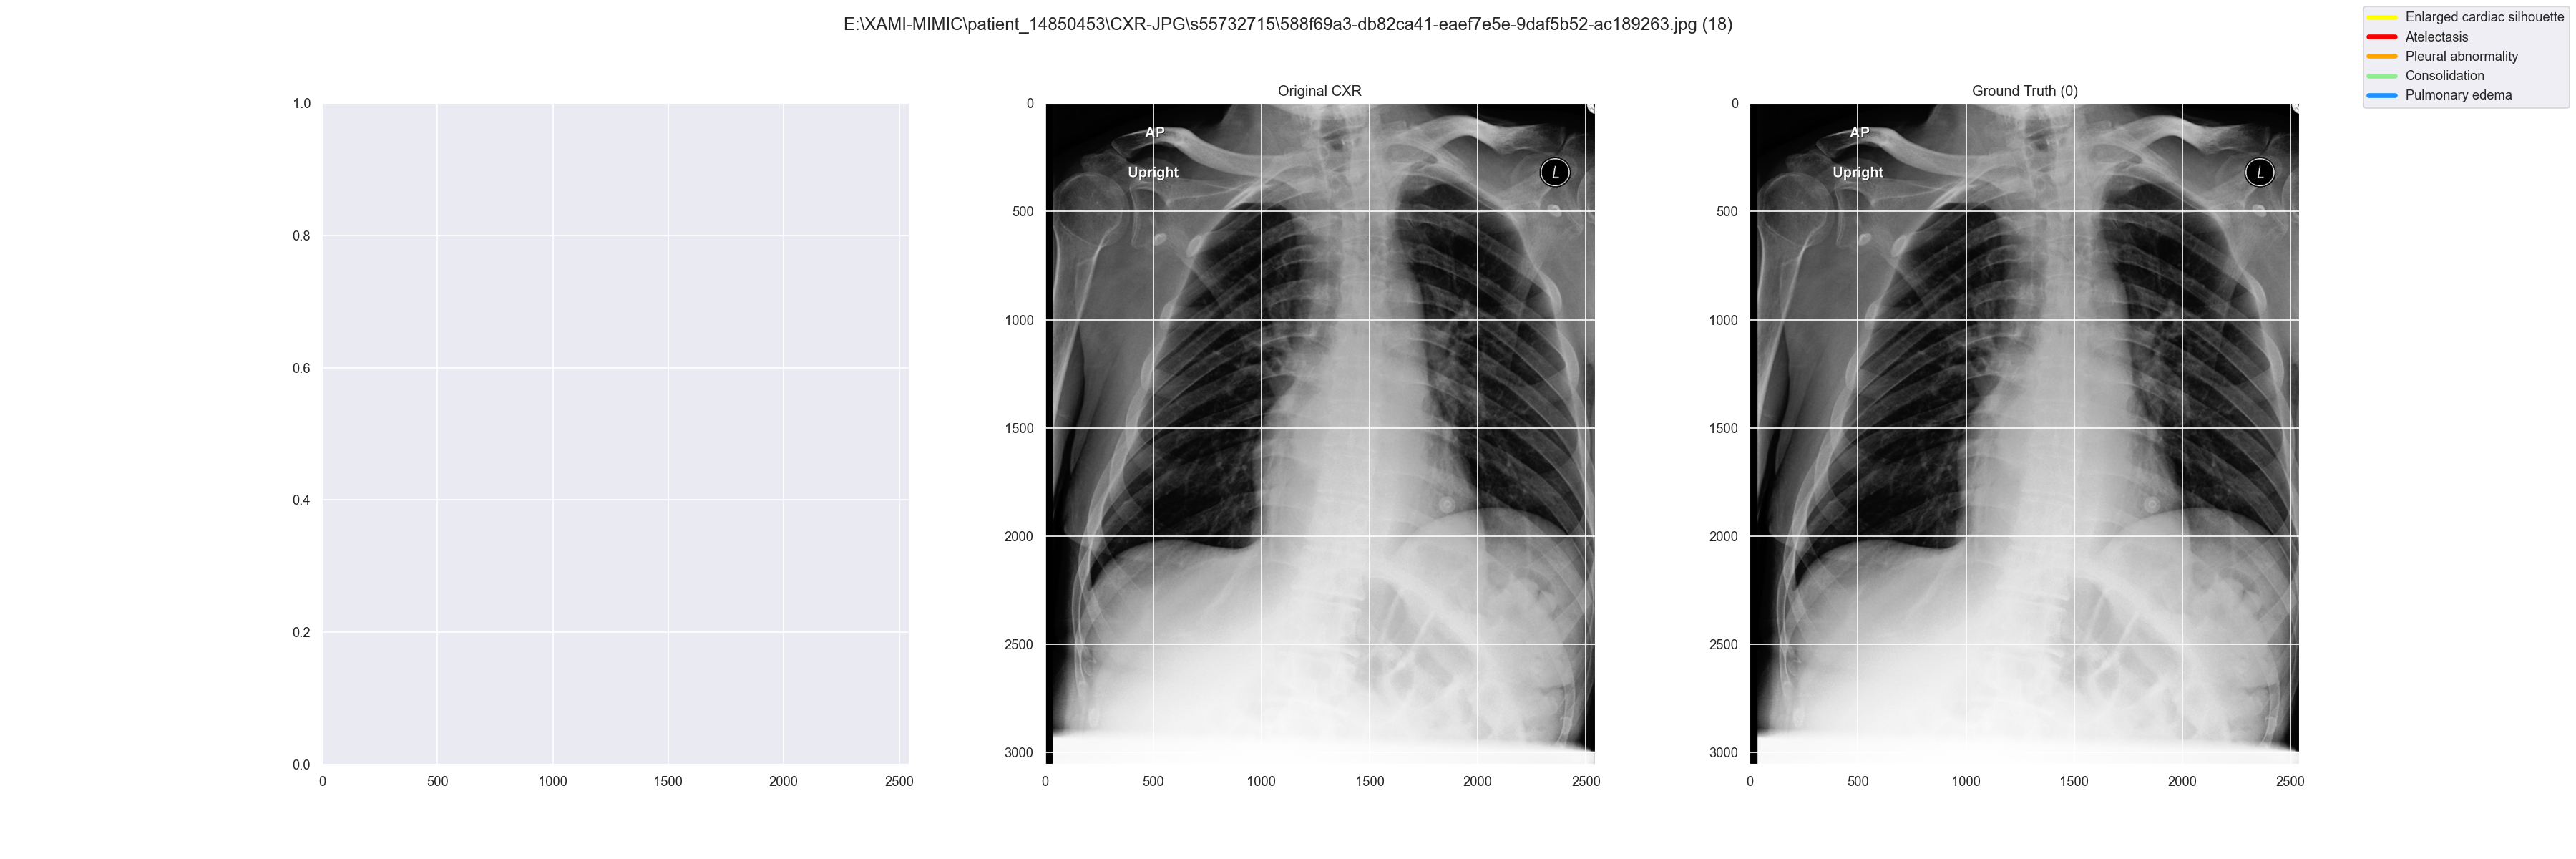 E:\XAMI-MIMIC\patient_14850453\CXR-JPG\s55732715\588f69a3-db82ca41-eaef7e5e-9daf5b52-ac189263.jpg (18)
Enlarged cardiac silhouette
Atelectasis
Pleural abnormality
Consolidation
Pulmonary edema
1.0
0.8
0.6
0.4
0.2
0.0
0 500 1000 1500 2000 2500
Original CXR
0
500
1000
1500
2000
2500
3000
0 500 1000 1500 2000 2500
AP
Upright
L
Ground Truth (0)
0
500
1000
1500
2000
2500
3000
0 500 1000 1500 2000 2500
AP
Upright
L